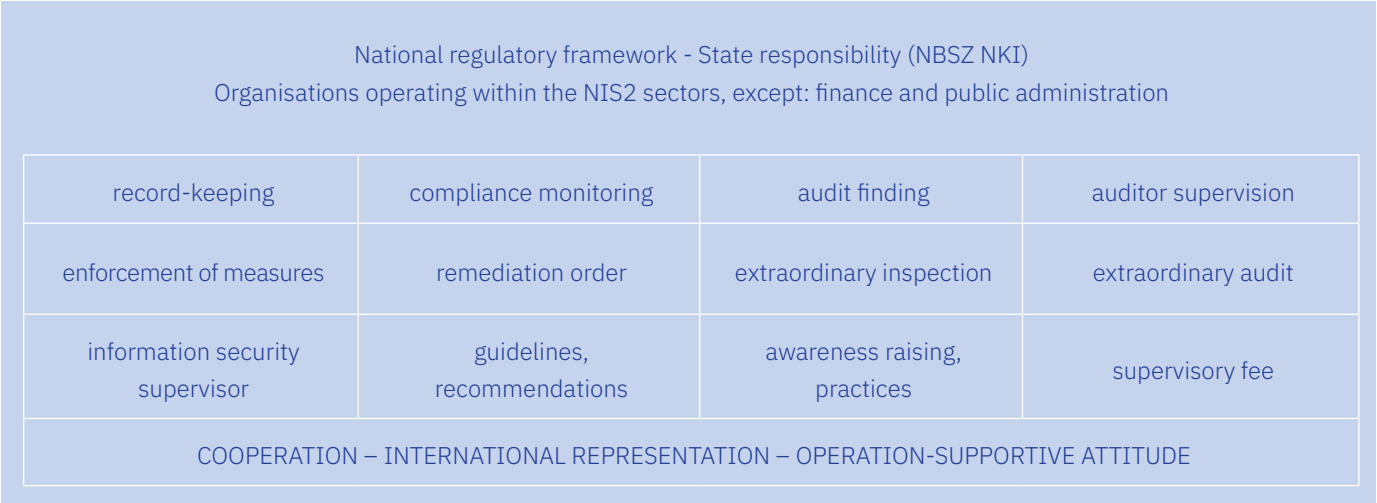 National regulatory framework - State responsibility (NBSZ NKI)
Organisations operating within the NIS2 sectors, except: finance and public administration
record-keeping
compliance monitoring
audit finding
auditor supervision
enforcement of measures
remediation order
extraordinary inspection
extraordinary audit
information security
supervisor
guidelines,
recommendations
awareness raising,
practices
supervisory fee
COOPERATION – INTERNATIONAL REPRESENTATION – OPERATION-SUPPORTIVE ATTITUDE